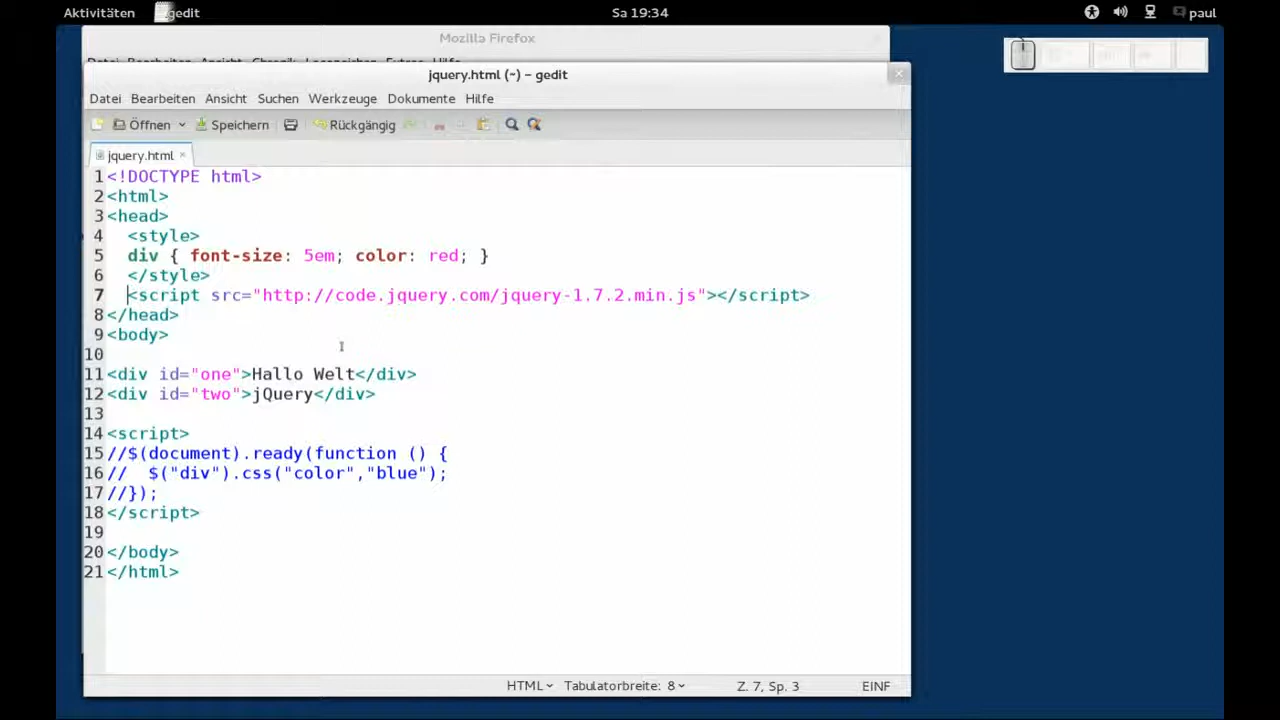 Aktivitäten gedit Sa 19:34 paul
Mozilla Firefox
Datei Bearbeiten Ansicht Chronik Lesezeichen Extras Hilfe
jquery.html (~) – gedit
Datei Bearbeiten Ansicht Suchen Werkzeuge Dokumente Hilfe
Öffnen Speichern Rückgängig
jquery.html
1 <!DOCTYPE html>
2 <html>
3 <head>
4   <style>
5   div { font-size: 5em; color: red; }
6   </style>
7   <script src="http://code.jquery.com/jquery-1.7.2.min.js"></script>
8 </head>
9 <body>
10
11 <div id="one">Hallo Welt</div>
12 <div id="two">jQuery</div>
13
14 <script>
15 //$(document).ready(function () {
16 //  $("div").css("color","blue");
17 //});
18 </script>
19
20 </body>
21 </html>
HTML Tabulatorbreite: 8 Z. 7, Sp. 3 EINF